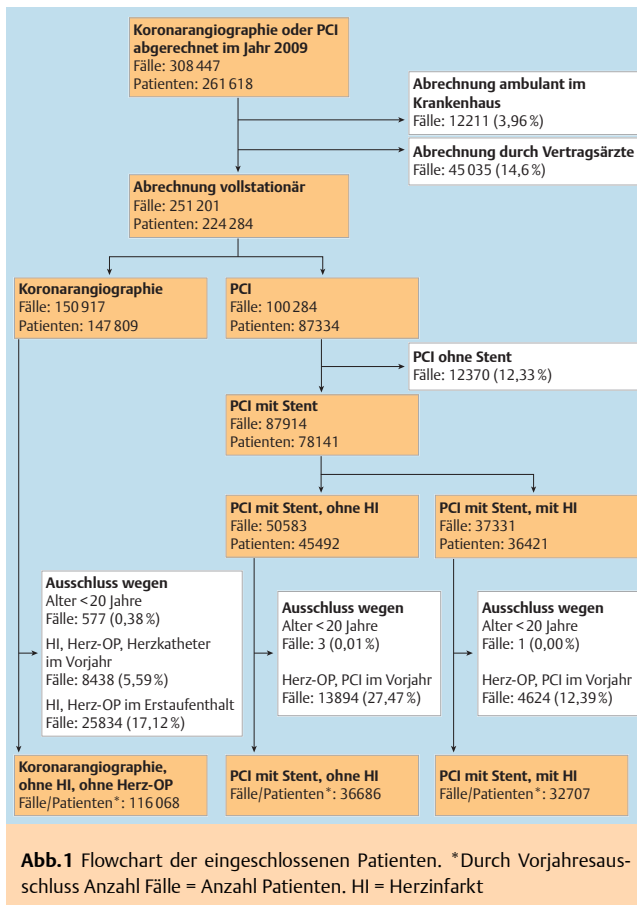 Koronarangiographie oder PCI
abgerechnet im Jahr 2009
Fälle: 308 447
Patienten: 261 618
Abrechnung ambulant im
Krankenhaus
Fälle: 12211 (3,96 %)
Abrechnung durch Vertragsärzte
Fälle: 45 035 (14,6 %)
Abrechnung vollstationär
Fälle: 251 201
Patienten: 224 284
Koronarangiographie
Fälle: 150 917
Patienten: 147 809
PCI
Fälle: 100 284
Patienten: 87334
PCI ohne Stent
Fälle: 12370 (12,33 %)
PCI mit Stent
Fälle: 87914
Patienten: 78141
PCI mit Stent, ohne HI
Fälle: 50583
Patienten: 45492
PCI mit Stent, mit HI
Fälle: 37331
Patienten: 36421
Ausschluss wegen
Alter < 20 Jahre
Fälle: 577 (0,38 %)
HI, Herz-OP, Herzkatheter
im Vorjahr
Fälle: 8438 (5,59 %)
HI, Herz-OP im Erstaufenthalt
Fälle: 25834 (17,12 %)
Ausschluss wegen
Alter < 20 Jahre
Fälle: 3 (0,01 %)
Herz-OP, PCI im Vorjahr
Fälle: 13894 (27,47 %)
Ausschluss wegen
Alter < 20 Jahre
Fälle: 1 (0,00 %)
Herz-OP, PCI im Vorjahr
Fälle: 4624 (12,39 %)
Koronarangiographie,
ohne HI, ohne Herz-OP
Fälle/Patienten*: 116 068
PCI mit Stent, ohne HI
Fälle/Patienten*: 36686
PCI mit Stent, mit HI
Fälle/Patienten*: 32707
Abb.1 Flowchart der eingeschlossenen Patienten. *Durch Vorjahresaus-
schluss Anzahl Fälle = Anzahl Patienten. HI = Herzinfarkt